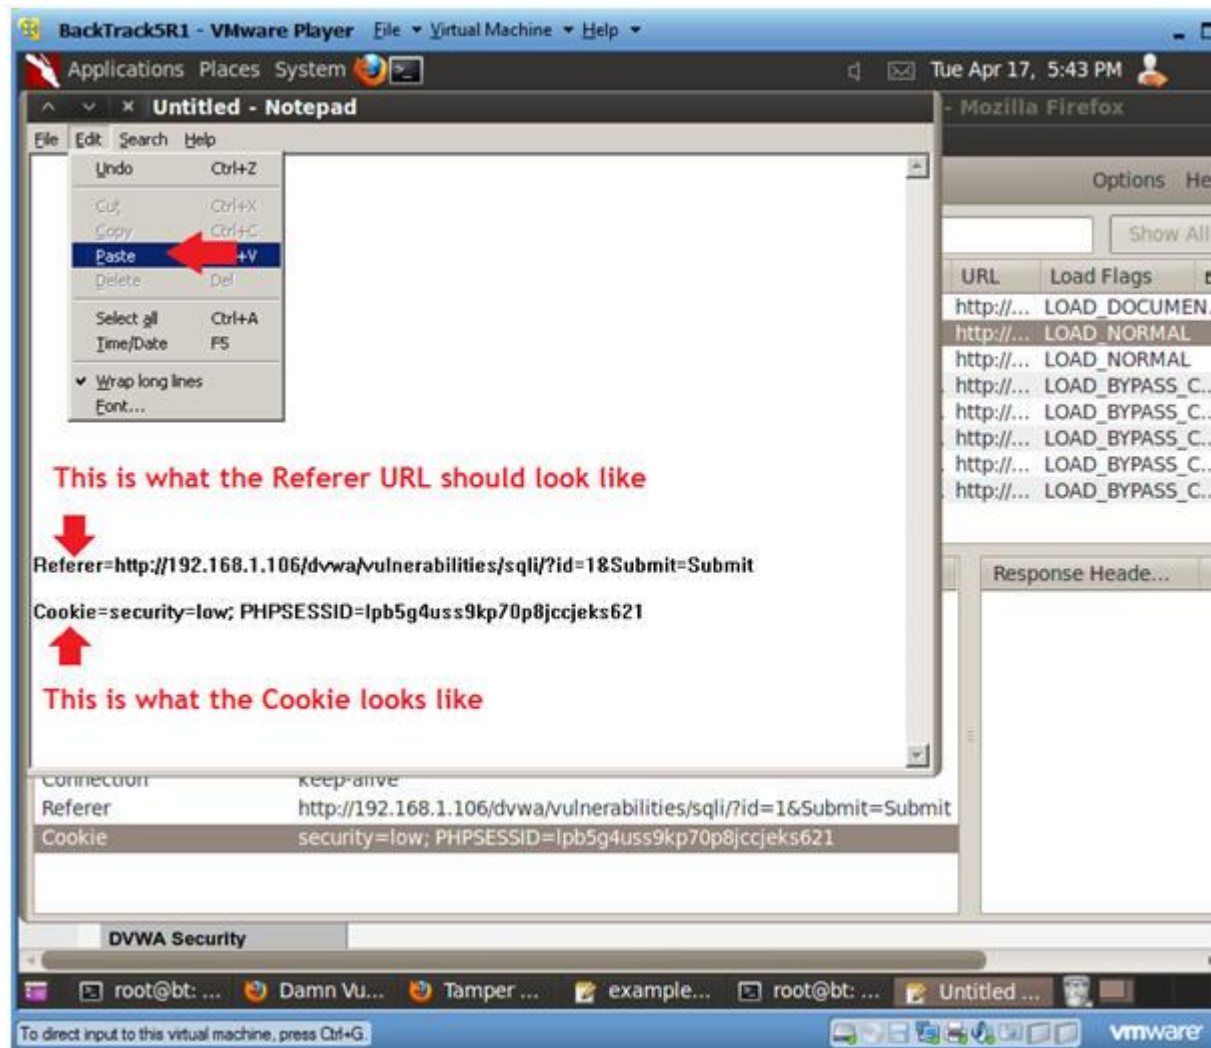 BackTrack5R1 - VMware Player File Virtual Machine Help
Applications Places System Tue Apr 17, 5:43 PM
Untitled - Notepad
- Mozilla Firefox
File Edit Search Help
Undo Ctrl+Z
Cut Ctrl+X
Copy Ctrl+C
Paste +V
Delete Del
Select all Ctrl+A
Time/Date F5
Wrap long lines
Font...
Options He
Show All
URL Load Flags
http://... LOAD_DOCUMEN.
http://... LOAD_NORMAL
http://... LOAD_NORMAL
http://... LOAD_BYPASS_C..
http://... LOAD_BYPASS_C..
http://... LOAD_BYPASS_C..
http://... LOAD_BYPASS_C..
http://... LOAD_BYPASS_C..
This is what the Referer URL should look like
Referer=http://192.168.1.106/dvwa/vulnerabilities/sqli/?id=1&Submit=Submit
Cookie=security=low; PHPSESSID=lpb5g4uss9kp70p8jccjeks621
This is what the Cookie looks like
Response Heade...
Connection keep-alive
Referer http://192.168.1.106/dvwa/vulnerabilities/sqli/?id=1&Submit=Submit
Cookie security=low; PHPSESSID=lpb5g4uss9kp70p8jccjeks621
DVWA Security
root@bt: ... Damn Vu... Tamper ... example... root@bt: ... Untitled ...
To direct input to this virtual machine, press Ctrl+G.
vmware